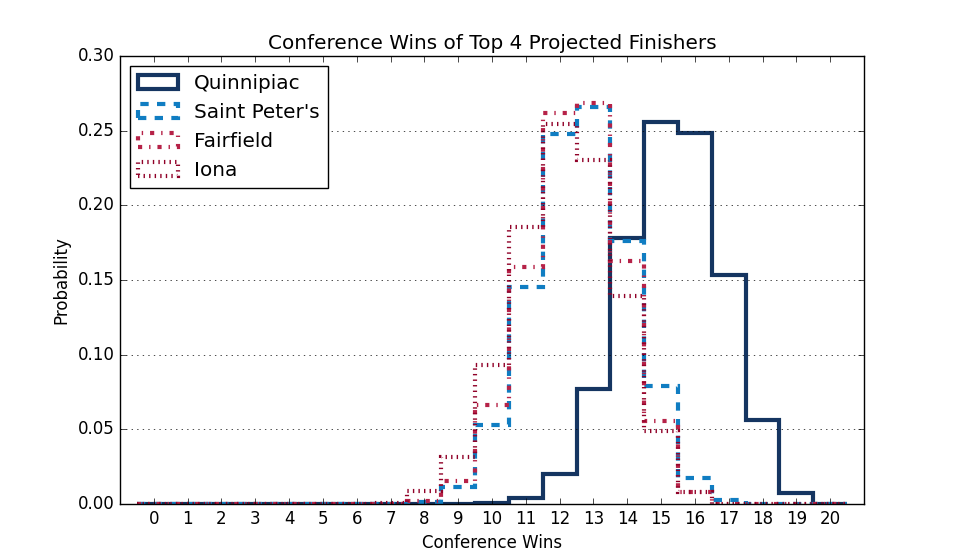 Conference Wins of Top 4 Projected Finishers
0.30
0.25
0.20
0.15
0.10
0.05
0.00
Probability
Quinnipiac
Saint Peter's
Fairfield
Iona
0 1 2 3 4 5 6 7 8 9 10 11 12 13 14 15 16 17 18 19 20
Conference Wins